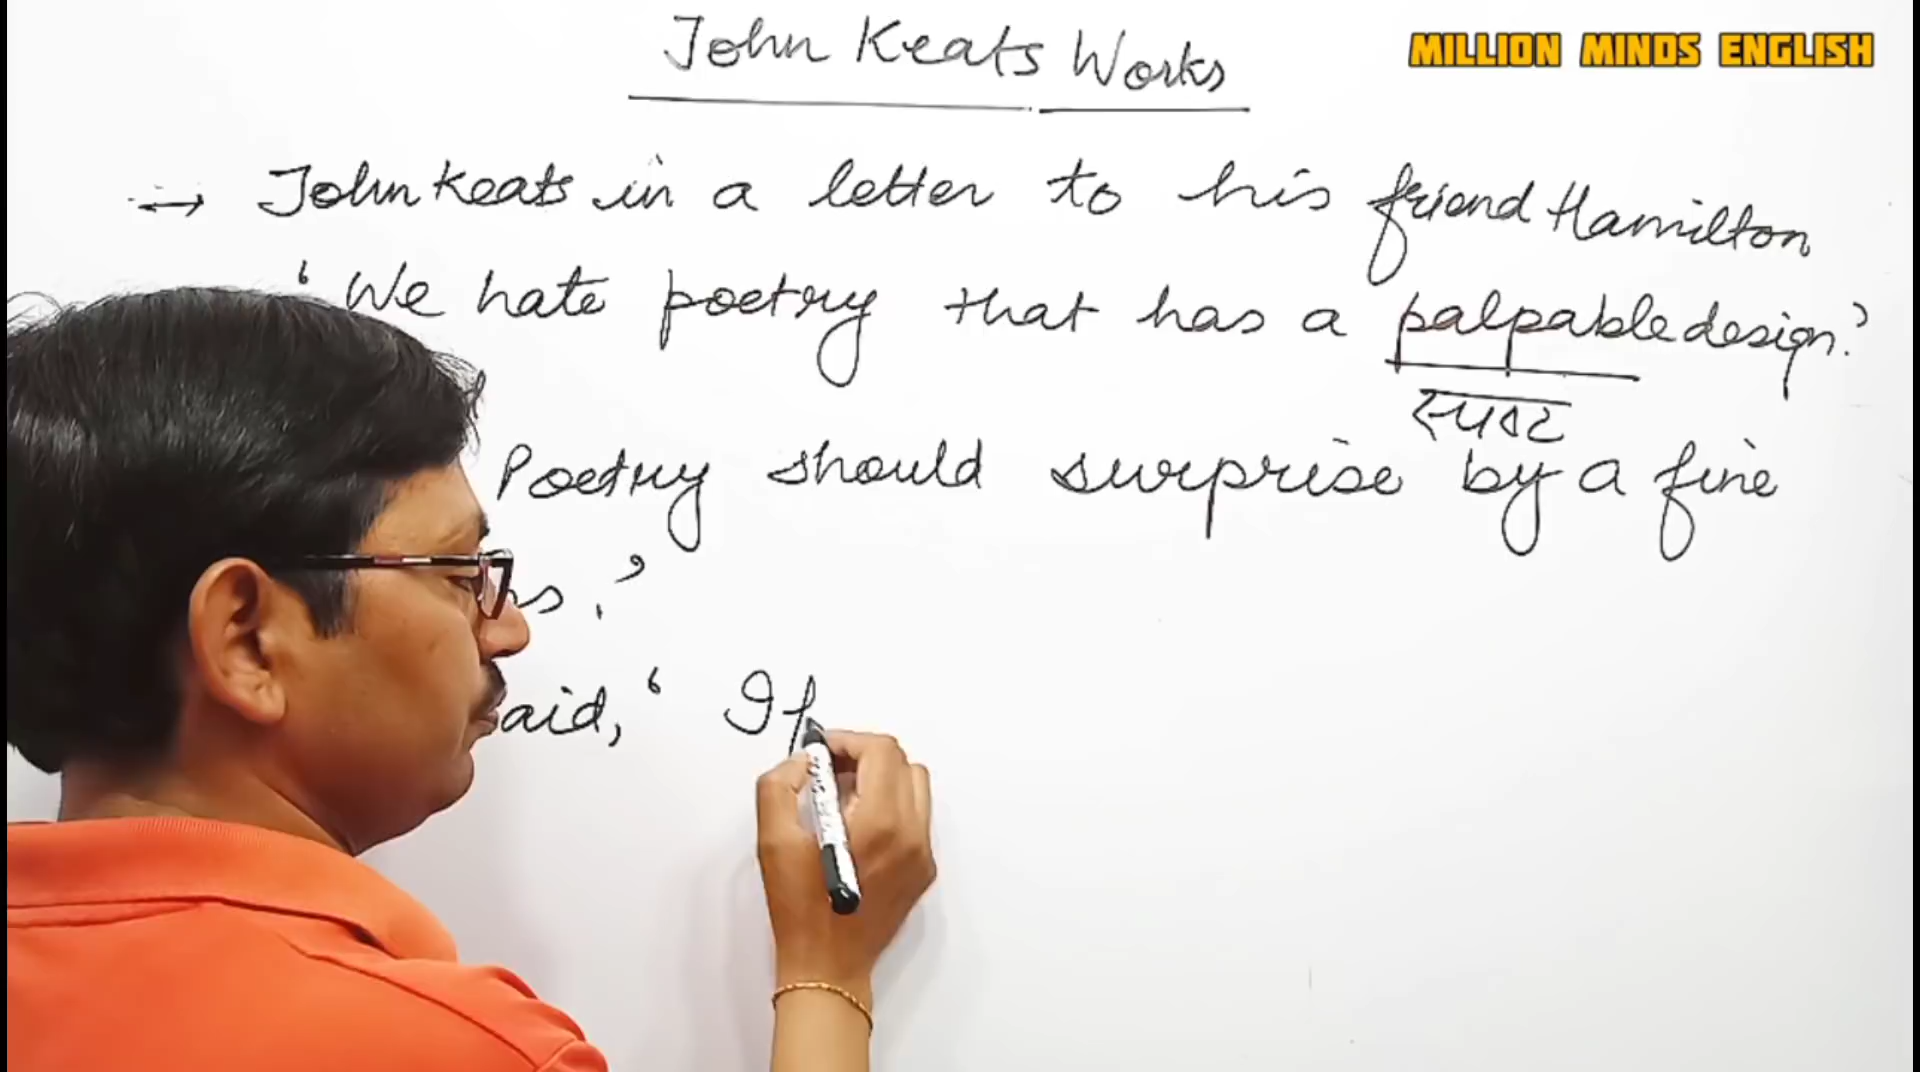 John Keats Works
MILLION MINDS ENGLISH
→ John Keats in a letter to his friend Hamilton
‘We hate poetry that has a palpable design.’
स्पष्ट
Poetry should surprise by a fine
s.’
aid, ‘ If